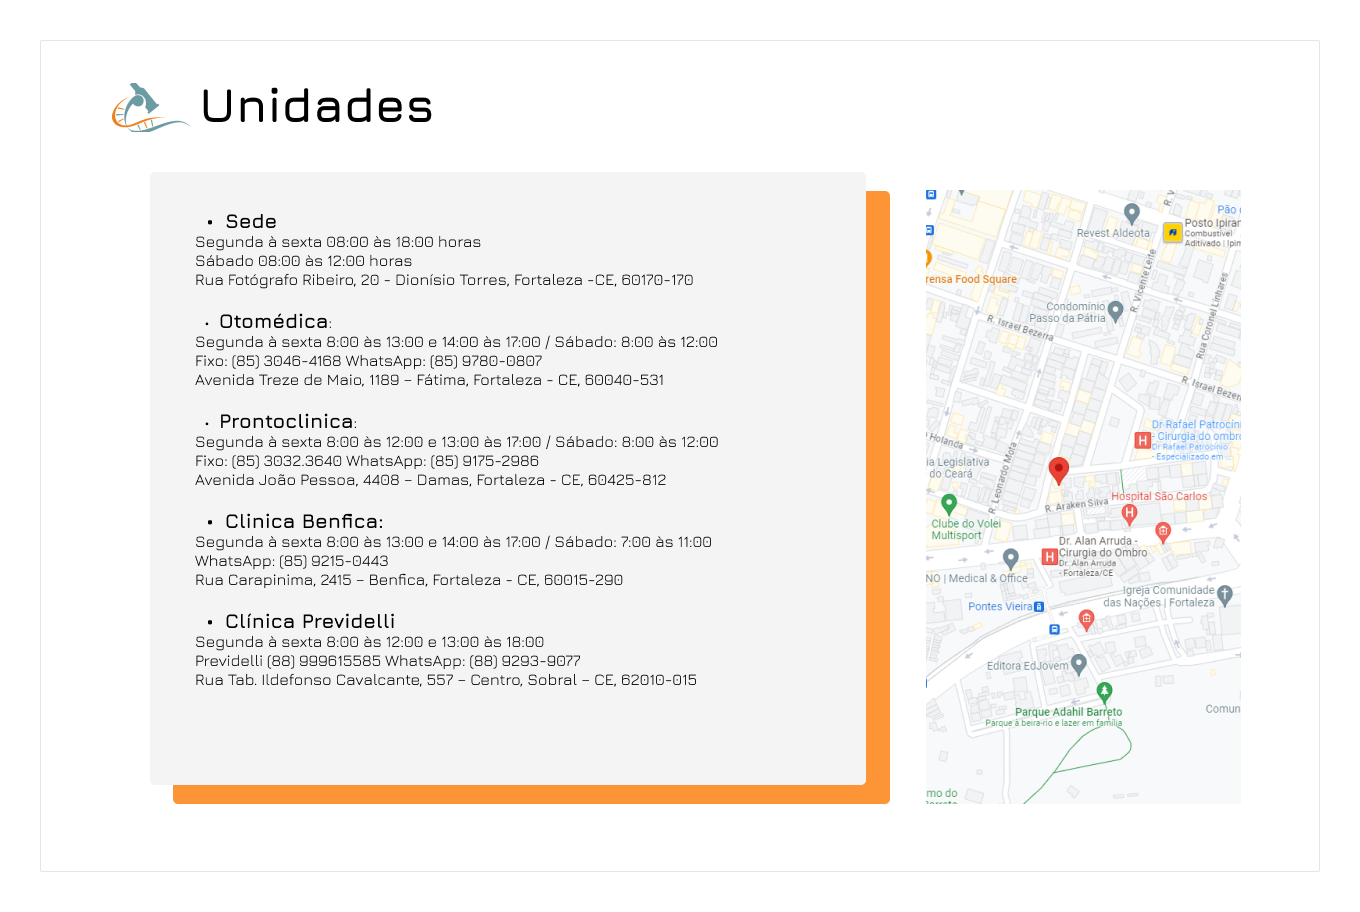 Unidades
• Sede
Segunda à sexta 08:00 às 18:00 horas
Sábado 08:00 às 12:00 horas
Rua Fotógrafo Ribeiro, 20 - Dionísio Torres, Fortaleza -CE, 60170-170
• Otomédica:
Segunda à sexta 8:00 às 13:00 e 14:00 às 17:00 / Sábado: 8:00 às 12:00
Fixo: (85) 3046-4168 WhatsApp: (85) 9780-0807
Avenida Treze de Maio, 1189 – Fátima, Fortaleza - CE, 60040-531
• Prontoclinica:
Segunda à sexta 8:00 às 12:00 e 13:00 às 17:00 / Sábado: 8:00 às 12:00
Fixo: (85) 3032.3640 WhatsApp: (85) 9175-2986
Avenida João Pessoa, 4408 – Damas, Fortaleza - CE, 60425-812
• Clinica Benfica:
Segunda à sexta 8:00 às 13:00 e 14:00 às 17:00 / Sábado: 7:00 às 11:00
WhatsApp: (85) 9215-0443
Rua Carapinima, 2415 – Benfica, Fortaleza - CE, 60015-290
• Clínica Previdelli
Segunda à sexta 8:00 às 12:00 e 13:00 às 18:00
Previdelli (88) 999615585 WhatsApp: (88) 9293-9077
Rua Tab. Ildefonso Cavalcante, 557 – Centro, Sobral – CE, 62010-015
R. V
Pão d
Posto Ipiran
Combustível
Aditivado | Ipim
Revest Aldeota
R. Vicente Leite
rensa Food Square
Rua Coronel Linhares
Condomínio
Passo da Pátria
R. Israel Bezerra
R. Israel Bezerra
Dr Rafael Patrocíni
- Cirurgia do ombro
Dr Rafael Patrocínio
- Especializado em ...
Holanda
R. Leonardo Mota
ia Legislativa
do Ceará
R. Araken Silva
Hospital São Carlos
Clube do Volei
Multisport
Dr. Alan Arruda -
Cirurgia do Ombro
Dr. Alan Arruda
- Fortaleza/CE
NO | Medical & Office
Igreja Comunidade
das Nações | Fortaleza
Pontes Vieira
Editora EdJovem
Parque Adahil Barreto
Parque à beira-rio e lazer em família
Comun
mo do